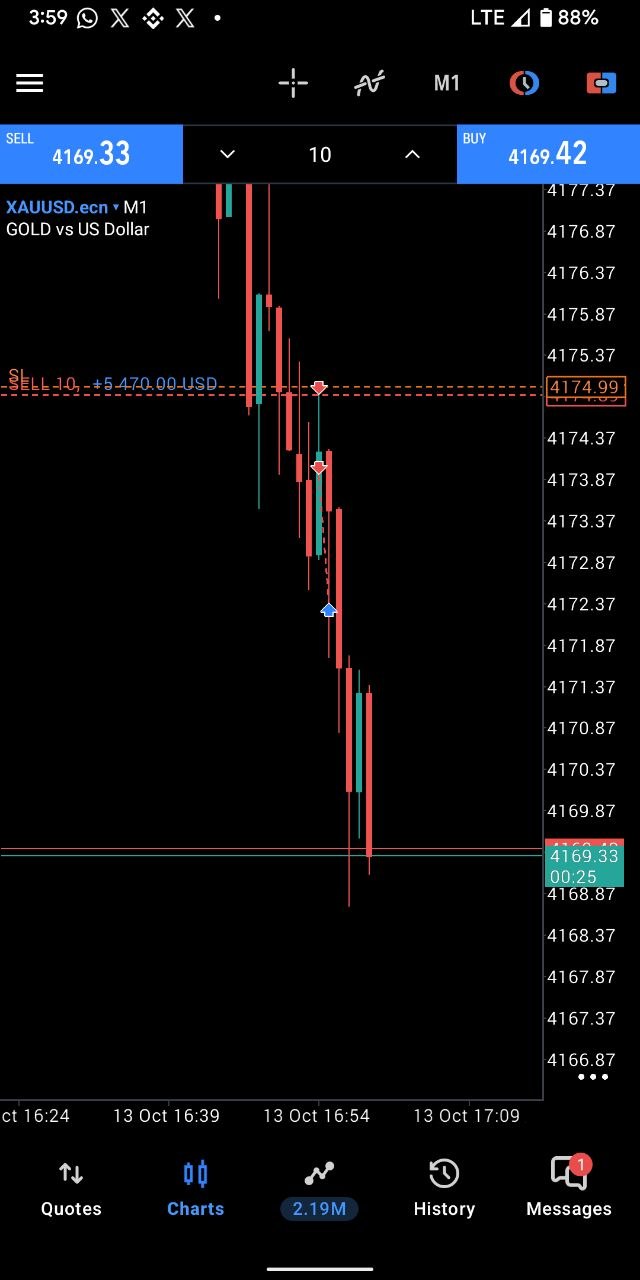 3:59
LTE 88%
M1
SELL
4169.33
10
BUY
4169.42
XAUUSD.ecn M1
GOLD vs US Dollar
4177.37
4176.87
4176.37
4175.87
4175.37
SL
SELL 10, +5 470.00 USD
4174.99
4174.37
4173.87
4173.37
4172.87
4172.37
4171.87
4171.37
4170.87
4170.37
4169.87
4169.33
00:25
4168.87
4168.37
4167.87
4167.37
4166.87
ct 16:24
13 Oct 16:39
13 Oct 16:54
13 Oct 17:09
1
Quotes
Charts
2.19M
History
Messages